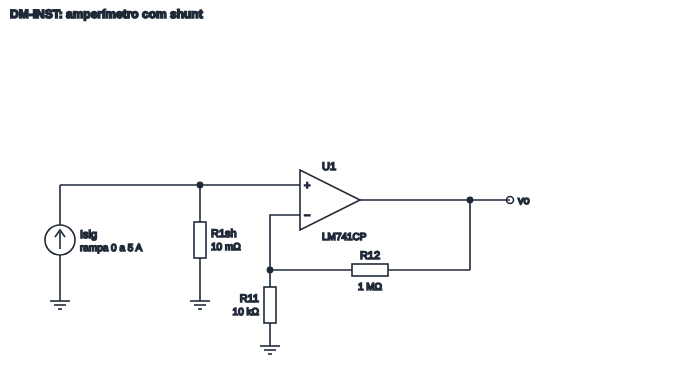 DM-INST: amperímetro com shunt
U1
+
−
LM741CP
vo
Isig
rampa 0 a 5 A
R1sh
10 mΩ
R12
1 MΩ
R11
10 kΩ